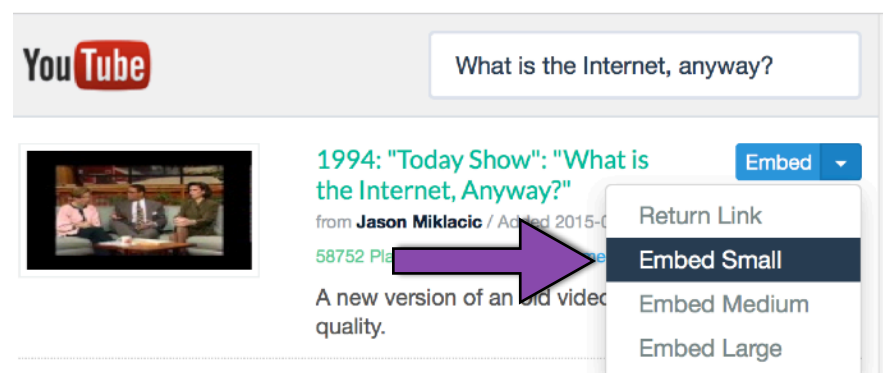 YouTube
What is the Internet, anyway?
1994: "Today Show": "What is
the Internet, Anyway?"
Embed
from Jason Miklacic / Added 2015-0
58752
A new version of an old video
quality.
Return Link
Embed Small
Embed Medium
Embed Large